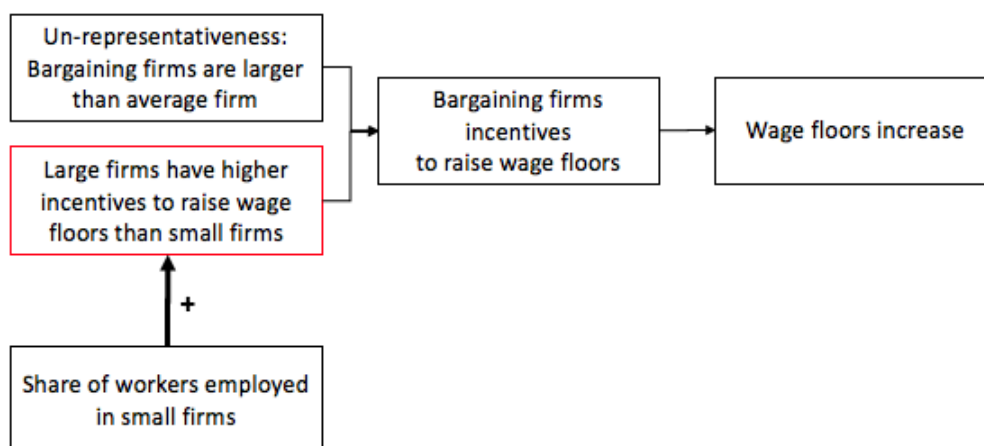 Un-representativeness:
Bargaining firms are larger
than average firm
Bargaining firms
incentives
to raise wage floors
Wage floors increase
Large firms have higher
incentives to raise wage
floors than small firms
+
Share of workers employed
in small firms